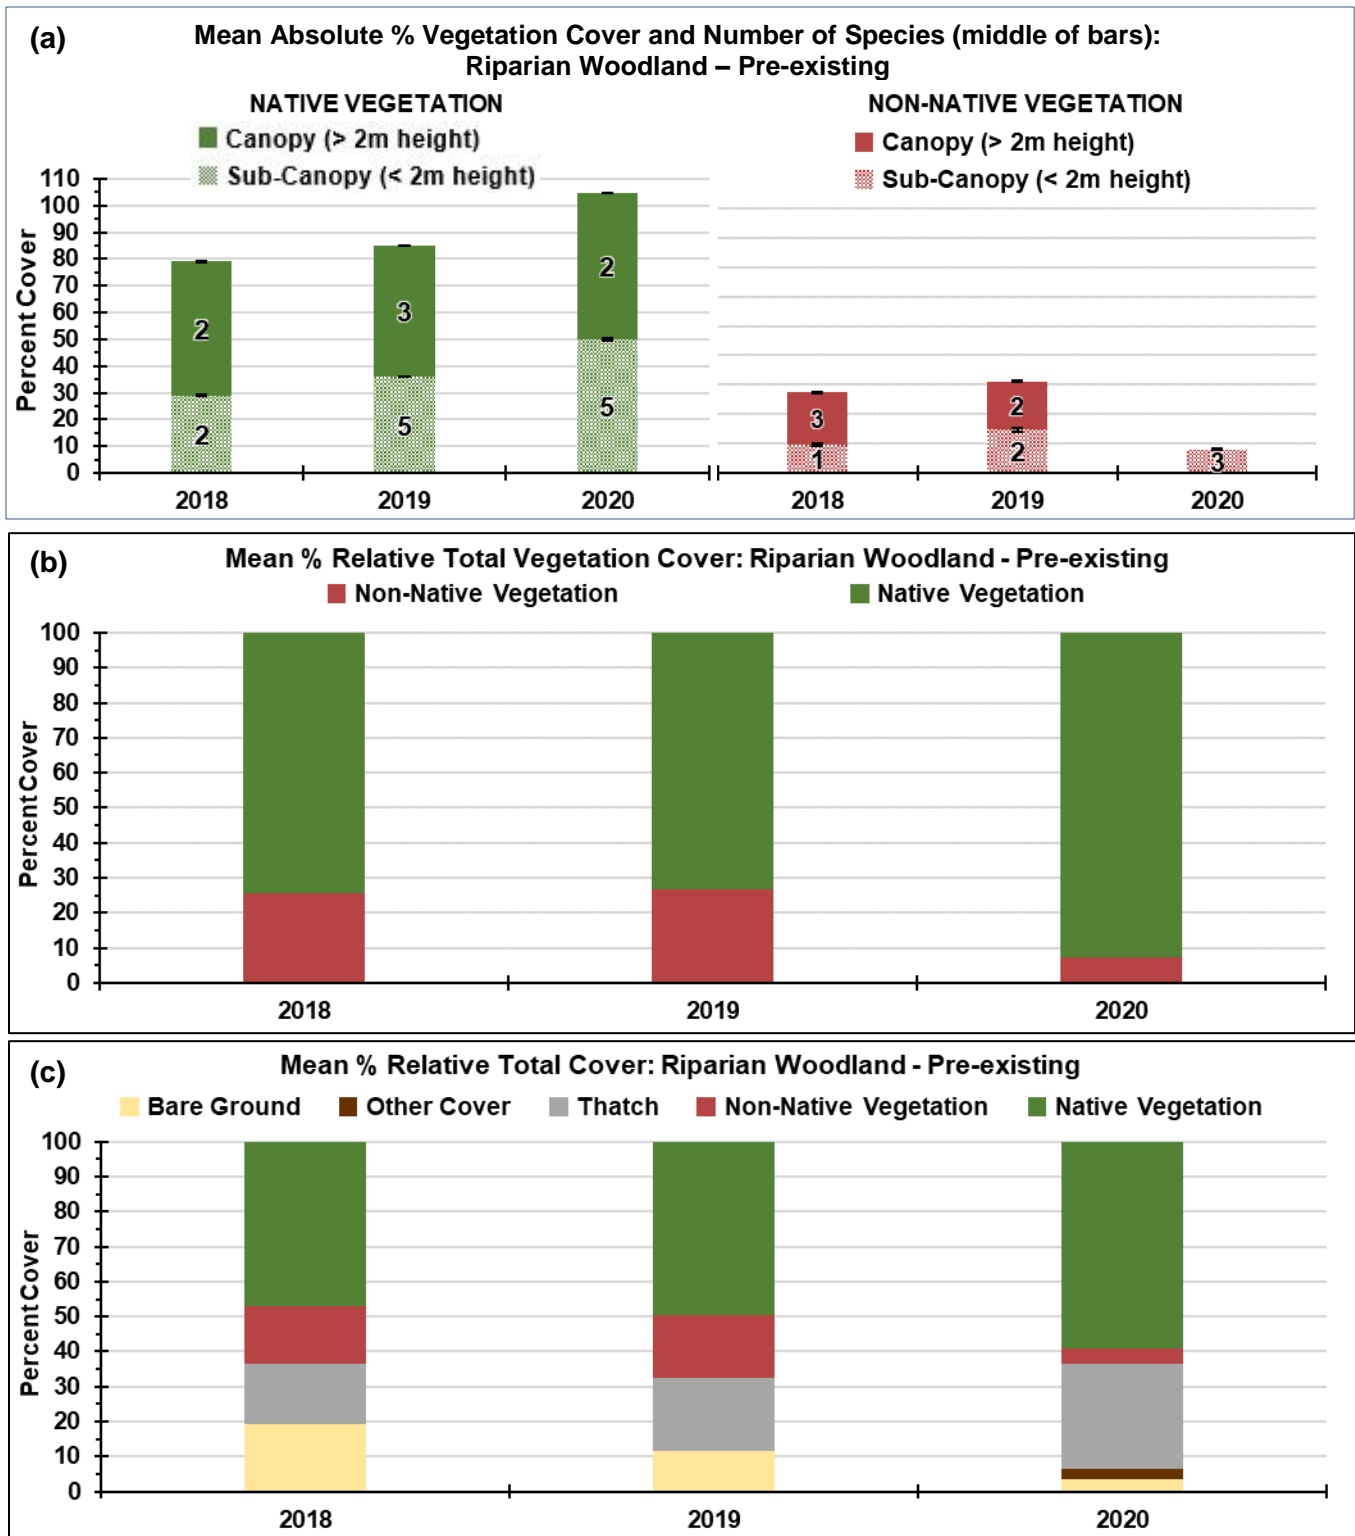 (a)
Mean Absolute % Vegetation Cover and Number of Species (middle of bars):
Riparian Woodland – Pre-existing
NATIVE VEGETATION
Canopy (> 2m height)
Sub-Canopy (< 2m height)
NON-NATIVE VEGETATION
Canopy (> 2m height)
Sub-Canopy (< 2m height)
Percent Cover
110
100
90
80
70
60
50
40
30
20
10
0
2
2
3
5
2
5
3
1
2
2
3
2018 2019 2020 2018 2019 2020
(b)
Mean % Relative Total Vegetation Cover: Riparian Woodland - Pre-existing
Non-Native Vegetation Native Vegetation
Percent Cover
100
90
80
70
60
50
40
30
20
10
0
2018 2019 2020
(c)
Mean % Relative Total Cover: Riparian Woodland - Pre-existing
Bare Ground Other Cover Thatch Non-Native Vegetation Native Vegetation
Percent Cover
100
90
80
70
60
50
40
30
20
10
0
2018 2019 2020